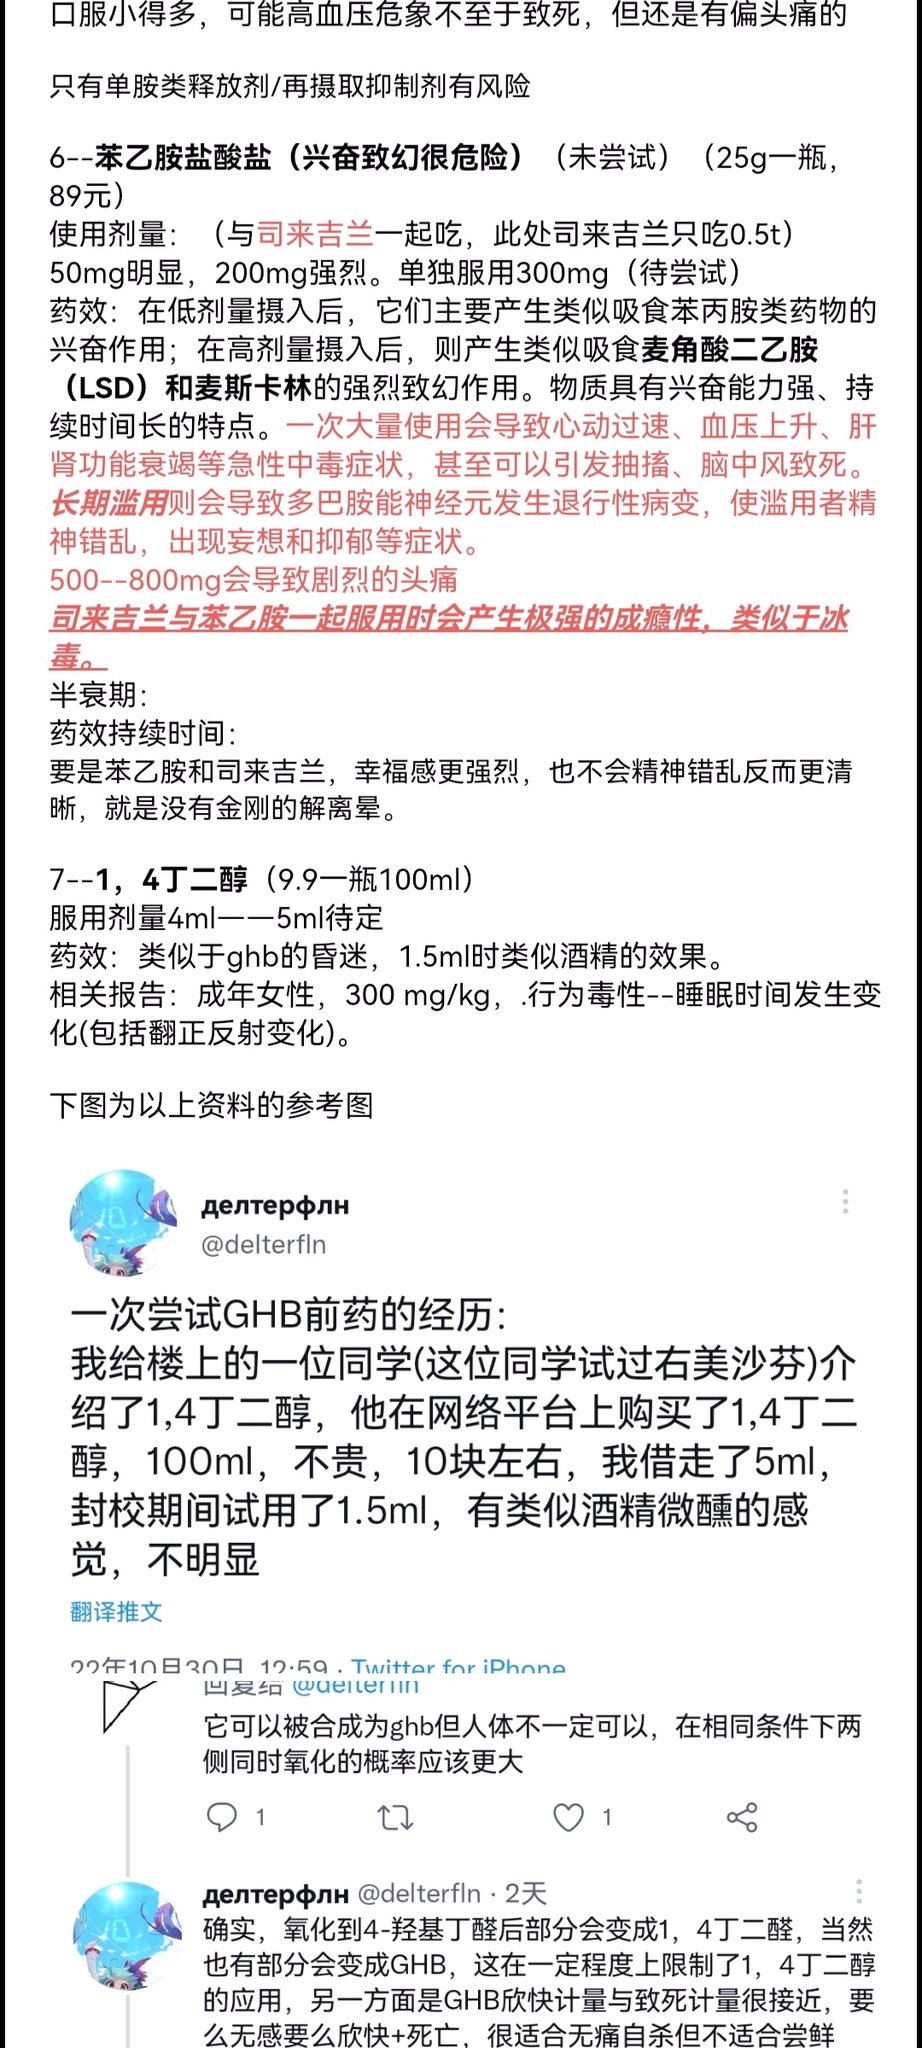 口服小得多，可能高血压危象不至于致死，但还是有偏头痛的
只有单胺类释放剂/再摄取抑制剂有风险
6--苯乙胺盐酸盐（兴奋致幻很危险）（未尝试）（25g一瓶，
89元）
使用剂量：（与司来吉兰一起吃，此处司来吉兰只吃0.5t）
50mg明显，200mg强烈。单独服用300mg（待尝试）
药效：在低剂量摄入后，它们主要产生类似吸食苯丙胺类药物的
兴奋作用；在高剂量摄入后，则产生类似吸食麦角酸二乙胺
（LSD）和麦斯卡林的强烈致幻作用。物质具有兴奋能力强、持
续时间长的特点。一次大量使用会导致心动过速、血压上升、肝
肾功能衰竭等急性中毒症状，甚至可以引发抽搐、脑中风致死。
长期滥用则会导致多巴胺能神经元发生退行性病变，使滥用者精
神错乱，出现妄想和抑郁等症状。
500--800mg会导致剧烈的头痛
司来吉兰与苯乙胺一起服用时会产生极强的成瘾性，类似于冰
毒。
半衰期：
药效持续时间：
要是苯乙胺和司来吉兰，幸福感更强烈，也不会精神错乱反而更清
晰，就是没有金刚的解离晕。
7--1，4丁二醇（9.9一瓶100ml）
服用剂量4ml——5ml待定
药效：类似于ghb的昏迷，1.5ml时类似酒精的效果。
相关报告：成年女性，300 mg/kg，.行为毒性--睡眠时间发生变
化(包括翻正反射变化)。
下图为以上资料的参考图
делтерфлн
@delterfln
一次尝试GHB前药的经历：
我给楼上的一位同学(这位同学试过右美沙芬)介
绍了1,4丁二醇，他在网络平台上购买了1,4丁二
醇，100ml，不贵，10块左右，我借走了5ml，
封校期间试用了1.5ml，有类似酒精微醺的感
觉，不明显
翻译推文
22年10月30日, 12:59 · Twitter for iPhone
回复给 @delterfln
它可以被合成为ghb但人体不一定可以，在相同条件下两
侧同时氧化的概率应该更大
1 1
делтерфлн @delterfln · 2天
确实，氧化到4-羟基丁醛后部分会变成1，4丁二醛，当然
也有部分会变成GHB，这在一定程度上限制了1，4丁二醇
的应用，另一方面是GHB欣快计量与致死计量很接近，要
么无感要么欣快+死亡，很适合无痛自杀但不适合尝鲜